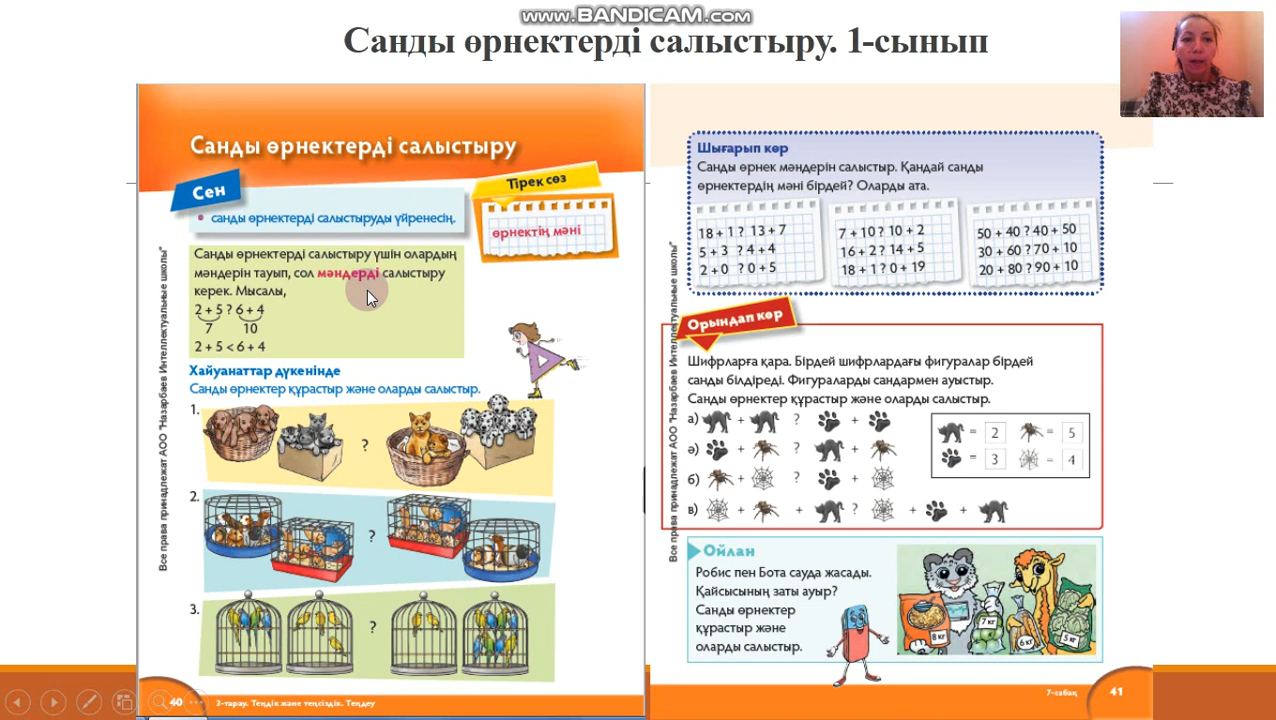 www.BANDICAM.com
Санды өрнектерді салыстыру. 1-сынып
Санды өрнектерді салыстыру
Сен
санды өрнектерді салыстыруды үйренесің.
Тірек сөз
өрнектің мәні
Санды өрнектерді салыстыру үшін олардың
мәндерін тауып, сол мәндерді салыстыру
керек. Мысалы,
2 + 5 ? 6 + 4
7 10
2 + 5 < 6 + 4
Хайуанаттар дүкенінде
Санды өрнектер құрастыр және оларды салыстыр.
1.
?
2.
?
3.
?
Все права принадлежат АОО "Назарбаев Интеллектуальные школы"
40 2-тарау. Теңдік және теңсіздік. Теңдеу
Шығарып көр
Санды өрнек мәндерін салыстыр. Қандай санды
өрнектердің мәні бірдей? Оларды ата.
18 + 1 ? 13 + 7
5 + 3 ? 4 + 4
2 + 0 ? 0 + 5
7 + 10 ? 10 + 2
16 + 2 ? 14 + 5
18 + 1 ? 0 + 19
50 + 40 ? 40 + 50
30 + 60 ? 70 + 10
20 + 80 ? 90 + 10
Орындап көр
Шифрларға қара. Бірдей шифрлардағы фигуралар бірдей
санды білдіреді. Фигураларды сандармен ауыстыр.
Санды өрнектер құрастыр және оларды салыстыр.
а) + ? +
ә) + ? +
б) + ? +
в) + + ? + +
= 2 = 5
= 3 = 4
Все права принадлежат АОО "Назарбаев Интеллектуальные школы"
Ойлан
Робис пен Бота сауда жасады.
Қайсысының заты ауыр?
Санды өрнектер
құрастыр және
оларды салыстыр.
8 кг
7 кг
6 кг
5 кг
7-сабақ 41